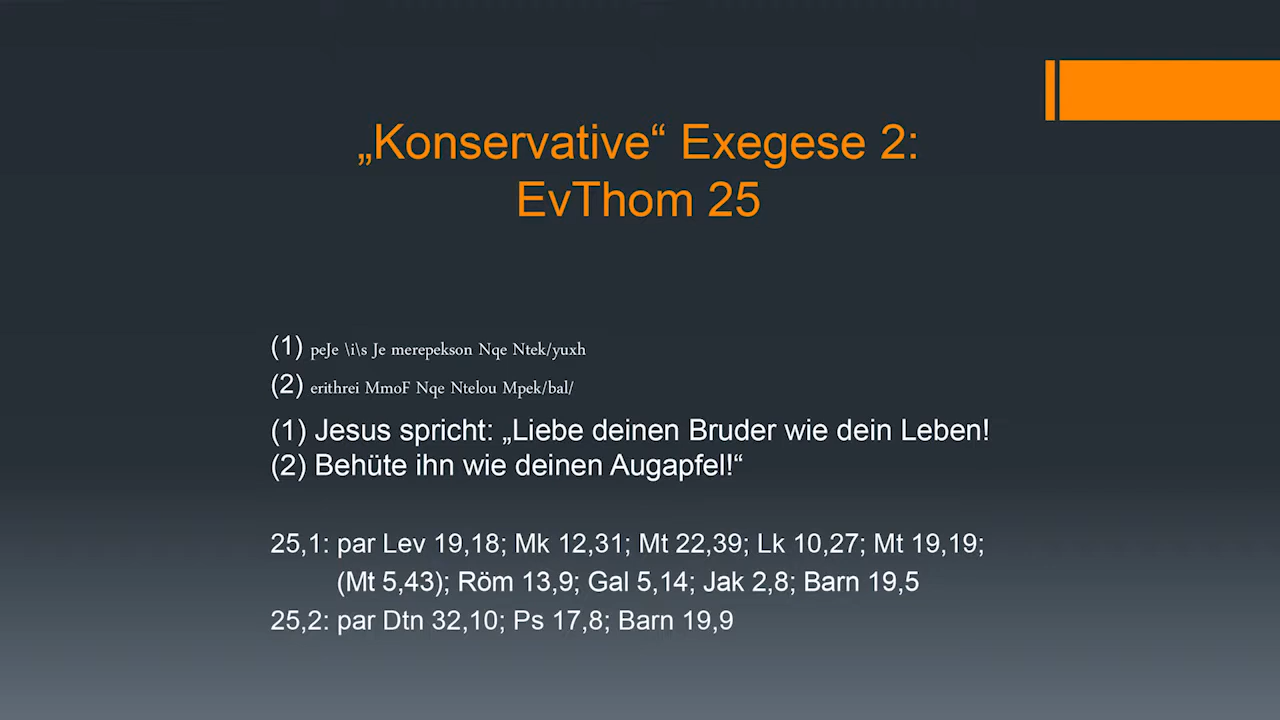 „Konservative“ Exegese 2:
EvThom 25
(1) peJe \i\s Je merepekson Nqe Ntek/yuxh
(2) erithrei MmoF Nqe Ntelou Mpek/bal/
(1) Jesus spricht: „Liebe deinen Bruder wie dein Leben!
(2) Behüte ihn wie deinen Augapfel!“
25,1: par Lev 19,18; Mk 12,31; Mt 22,39; Lk 10,27; Mt 19,19;
(Mt 5,43); Röm 13,9; Gal 5,14; Jak 2,8; Barn 19,5
25,2: par Dtn 32,10; Ps 17,8; Barn 19,9